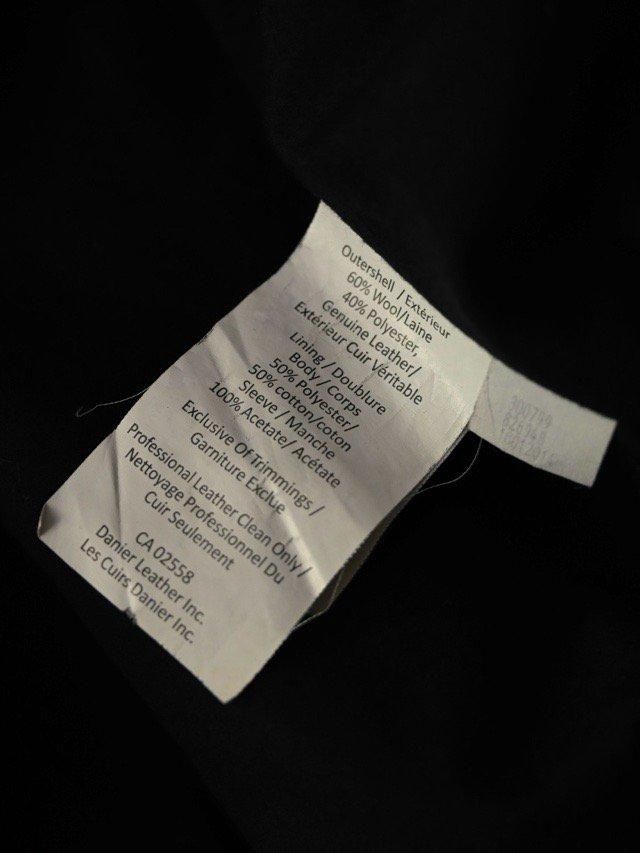 Outershell / Extérieur
60% Wool/Laine
40% Polyester,
Genuine Leather/
Extérieur Cuir Véritable
Lining / Doublure
Body / Corps
50% Polyester/
50% cotton/coton
Sleeve / Manche
100% Acetate/ Acétate
Exclusive Of Trimmings /
Garniture Exclue
Professional Leather Clean Only /
Nettoyage Professionnel Du
Cuir Seulement
CA 02558
Danier Leather Inc.
Les Cuirs Danier Inc.